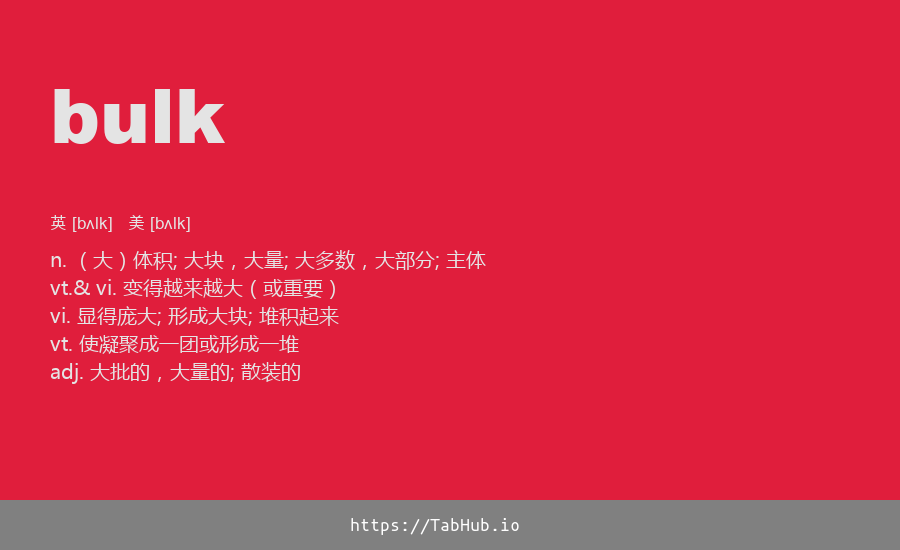 bulk
英 [bʌlk] 美 [bʌlk]
n. （大）体积; 大块，大量; 大多数，大部分; 主体
vt.& vi. 变得越来越大（或重要）
vi. 显得庞大; 形成大块; 堆积起来
vt. 使凝聚成一团或形成一堆
adj. 大批的，大量的; 散装的
https://TabHub.io